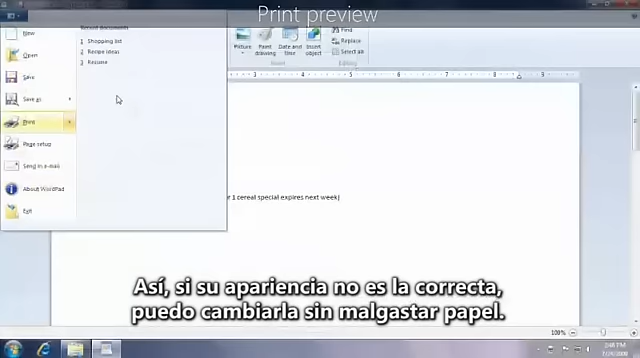 Print preview
Recent documents
New
1 Shopping list
Open
2 Recipe ideas
3 Resume
Save
Save as
Print
Page setup
Send in e-mail
About WordPad
Exit
Picture
Paint drawing
Date and time
Insert object
Find
Replace
Select all
Insert
Editing
r 1 cereal special expires next week)
Así, si su apariencia no es la correcta,
puedo cambiarla sin malgastar papel.
100%